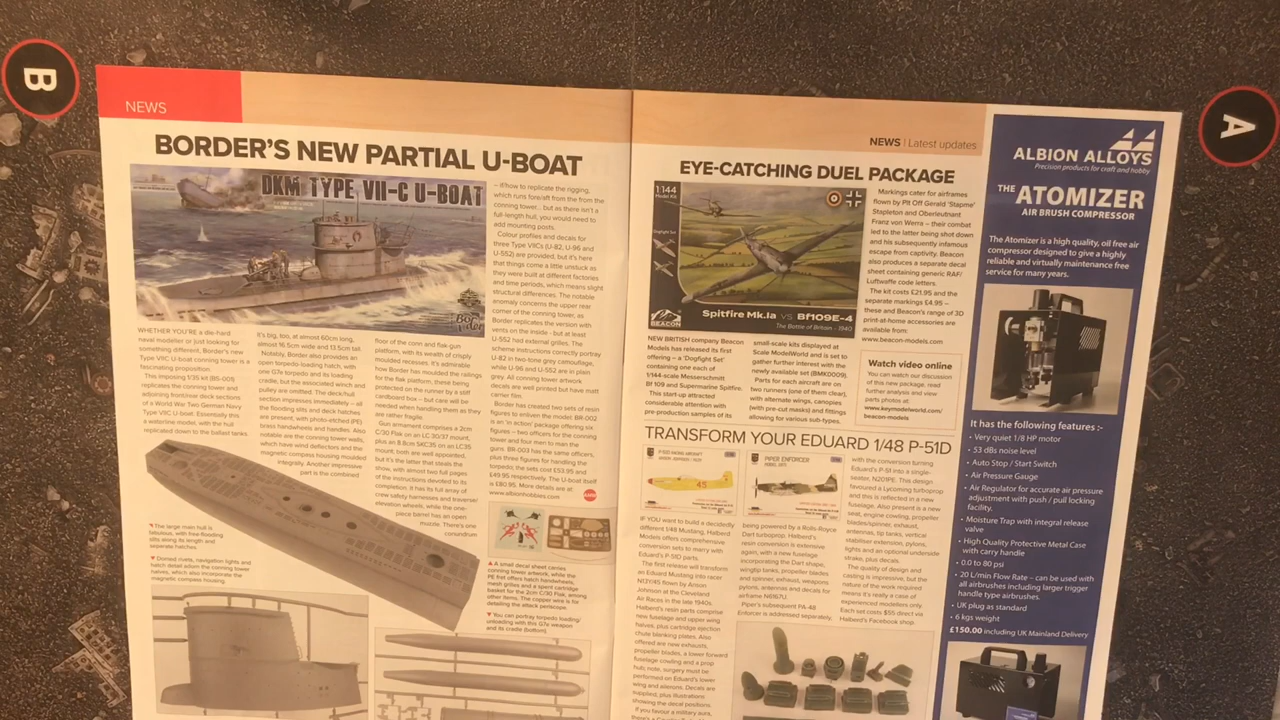 B
A
NEWS
BORDER'S NEW PARTIAL U-BOAT
DKM TYPE VII-C U-BOAT
WHETHER YOU'RE a die-hard
naval modeller or just looking for
something different, Border's new
Type VIIC U-boat conning tower is a
fascinating proposition.
This imposing 1/35 kit (BS-001)
replicates the conning tower and
adjoining front/rear deck sections
of a World War Two German Navy
Type VIIC U-boat. Essentially this
a waterline model, with the hull
replicated down to the ballast tanks
It's big, too, at almost 60cm long,
almost 16.5cm wide and 13.5cm tall.
Notably, Border also provides an
open torpedo-loading hatch, with
one G7e torpedo and its loading
cradle, but the associated winch and
pulley are omitted. The deck/hull
section impresses immediately – all
the flooding slits and deck hatches
are present, with photo-etched (PE)
brass handwheels and handles. Also
notable are the conning tower walls,
which have wind deflectors and the
magnetic compass housing moulded
integrally. Another impressive
part is the combined
floor of the conn and flak-gun
platform, with its wealth of crisply
moulded recesses. It's admirable
how Border has moulded the railings
for the flak platform, these being
protected on the runner by a stiff
cardboard box – but care will be
needed when handling them as they
are rather fragile.
Gun armament comprises a 2cm
C/30 Flak on an LC 30/37 mount,
plus an 8.8cm SKC35 on an LC35
mount; both are well appointed,
but it's the latter that steals the
show, with almost two full pages
of the instructions devoted to its
completion. It has its full array of
crew safety harnesses and traverse/
elevation wheels, while the one-
piece barrel has an open
muzzle. There's one
conundrum
– if/how to replicate the rigging,
which runs fore/aft from the from the
conning tower... but as there isn't a
full-length hull, you would need to
add mounting posts.
Colour profiles and decals for
three Type VIICs (U-82, U-96 and
U-552) are provided, but it's here
that things come a little unstuck as
they were built at different factories
and time periods, which means slight
structural differences. The notable
anomaly concerns the upper rear
corner of the conning tower, as
Border replicates the version with
vents on the inside - but at least
U-552 had external grilles. The
scheme instructions correctly portray
U-82 in two-tone grey camouflage,
while U-96 and U-552 are in plain
grey. All conning tower artwork
decals are well printed but have matt
carrier film.
Border has created two sets of resin
figures to enliven the model: BR-002
is an 'in action' package offering six
figures – two officers for the conning
tower and four men to man the
guns. BR-003 has the same officers,
plus three figures for handling the
torpedo; the sets cost £53.95 and
£49.95 respectively. The U-boat itself
is £80.95. More details are at:
www.albionhobbies.com
The large main hull is
fabulous, with fine flooding
slits along its length and
separate hatches.
Domed rivets, navigation lights and
hatch detail adorn the conning tower
halves, which also incorporate the
magnetic compass housing.
A small decal sheet carries
conning tower artwork, while the
PE fret offers hatch handwheels,
mesh grilles and a spent cartridge
basket for the 2cm C/30 Flak, among
other items. The copper wire is for
detailing the attack periscope.
You can portray torpedo loading/
unloading with this G7e weapon
and its cradle (bottom).
NEWS | Latest updates
EYE-CATCHING DUEL PACKAGE
1:144
Model Kit
Dogfight Set
BEACON
Spitfire Mk.Ia VS Bf109E-4
The Battle of Britain - 1940
NEW BRITISH company Beacon
Models has released its first
offering – a 'Dogfight Set'
containing one each of
1/144-scale Messerschmitt
Bf 109 and Supermarine Spitfire.
This start-up attracted
considerable attention with
pre-production samples of its
small-scale kits displayed at
Scale ModelWorld and is set to
gather further interest with the
newly available set (BMK0009).
Parts for each aircraft are on
two runners (one of them clear),
with alternate wings, canopies
(with pre-cut masks) and fittings
allowing for various sub-types.
Markings cater for airframes
flown by Plt Off Gerald 'Stapme'
Stapleton and Oberleutnant
Franz von Werra – their combat
led to the latter being shot down
and his subsequently infamous
escape from captivity. Beacon
also produces a separate decal
sheet containing generic RAF/
Luftwaffe code letters.
The kit costs £21.95 and the
separate markings £4.95 –
these and Beacon's range of 3D
print-at-home accessories are
available from:
www.beacon-models.com
Watch video online
You can watch our discussion
of this new package, read
further analysis and view
parts photos at:
www.keymodelworld.com/
beacon-models
TRANSFORM YOUR EDUARD 1/48 P-51D
PIPER ENFORCER
IF YOU want to build a decidedly
different 1/48 Mustang, Halberd
Models offers comprehensive
conversion sets to marry with
Eduard's P-51D parts.
The first release will transform
an Eduard Mustang into racer
N1311/45 flown by Anson
Johnson at the Cleveland
Air Races in the late 1940s.
Halberd's resin parts comprise
new fuselage and upper wing
halves, plus cartridge ejection
chute blanking plates. Also
offered are new exhausts,
propeller blades, a lower forward
fuselage cowling and a prop
hub; note, surgery must be
performed on Eduard's lower
wing and ailerons. Decals are
supplied, plus illustrations
showing the decal positions.
If you favour a military aura,
being powered by a Rolls-Royce
Dart turboprop, Halberd's
resin conversion is extensive
again, with a new fuselage
incorporating the Dart shape,
wingtip tanks, propeller blades
and spinner, exhaust, weapons
pylons, antennas and decals for
airframe N6167U.
Piper's subsequent PA-48
Enforcer is addressed separately,
with the conversion turning
Eduard's P-51 into a single-
seater, N201PE. This design
favoured a Lycoming turboprop
and this is reflected in a new
fuselage. Also present is a new
seat, engine cowling, propeller
blades/spinner, exhaust,
antennas, tip tanks, vertical
stabiliser extension, pylons,
lights and an optional underside
strake, plus decals.
The quality of design and
casting is impressive, but the
nature of the work required
means it's really a case of
experienced modellers only.
Each set costs $55 direct via
Halberd's Facebook shop.
ALBION ALLOYS
Precision products for craft and hobby
THE ATOMIZER
AIR BRUSH COMPRESSOR
The Atomizer is a high quality, oil free air
compressor designed to give a highly
reliable and virtually maintenance free
service for many years.
It has the following features :-
• Very quiet 1/8 HP motor
• 53 dBs noise level
• Auto Stop / Start Switch
• Air Pressure Gauge
• Air Regulator for accurate air pressure
adjustment with push / pull locking
facility.
• Moisture Trap with integral release
valve
• High Quality Protective Metal Case
with carry handle
• 0.0 to 80 psi
• 20 L/min Flow Rate – can be used with
all airbrushes including larger trigger
handle type airbrushes.
• UK plug as standard
• 6 kgs weight
£150.00 including UK Mainland Delivery